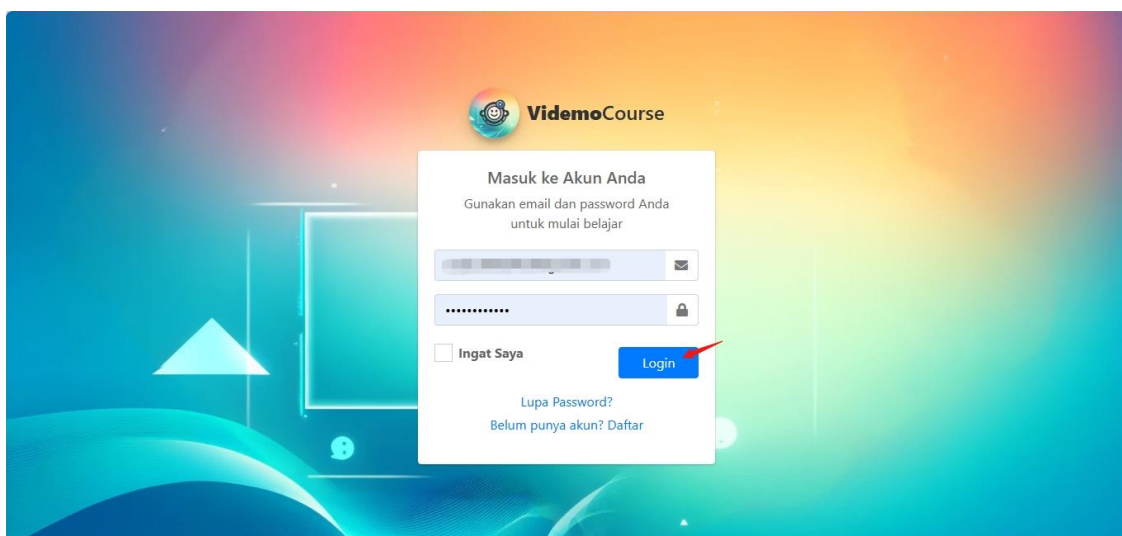 VidemoCourse
Masuk ke Akun Anda
Gunakan email dan password Anda
untuk mulai belajar
Ingat Saya
Login
Lupa Password?
Belum punya akun? Daftar